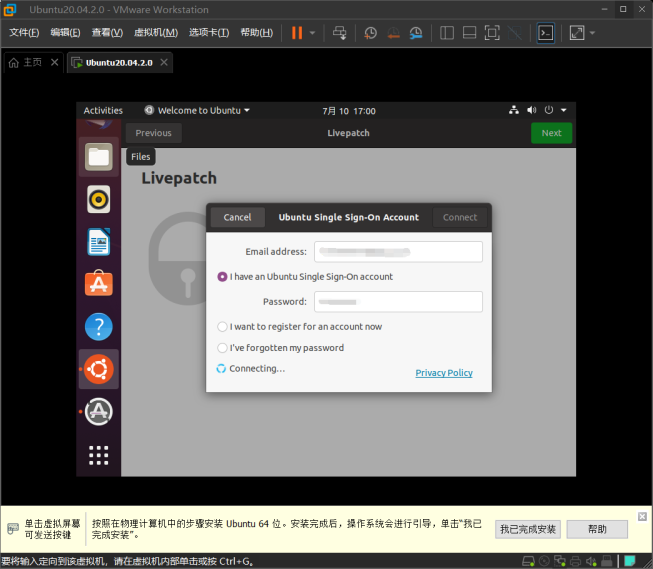 Ubuntu20.04.2.0 - VMware Workstation
文件(F) 编辑(E) 查看(V) 虚拟机(M) 选项卡(T) 帮助(H)
主页 Ubuntu20.04.2.0
Activities Welcome to Ubuntu 7月 10 17:00
Previous Livepatch Next
Files
Livepatch
Cancel Ubuntu Single Sign-On Account Connect
Email address:
I have an Ubuntu Single Sign-On account
Password:
I want to register for an account now
I've forgotten my password
Connecting...
Privacy Policy
单击虚拟屏幕
可发送按键
按照在物理计算机中的步骤安装 Ubuntu 64 位。安装完成后，操作系统会进行引导，单击“我已
完成安装”。
我已完成安装 帮助
要将输入定向到该虚拟机，请在虚拟机内部单击或按 Ctrl+G。